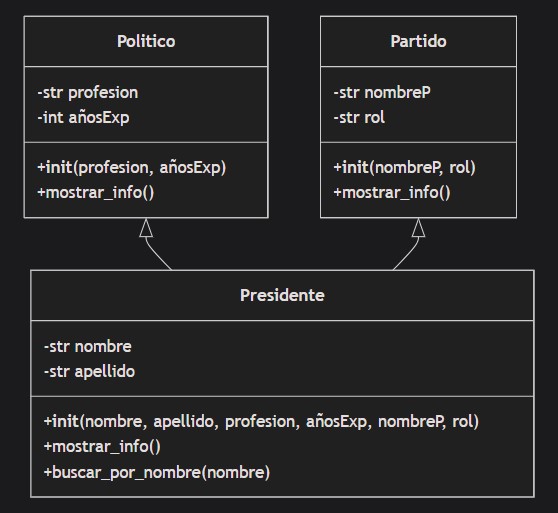 Politico
-str profesion
-int añosExp
+init(profesion, añosExp)
+mostrar_info()
Partido
-str nombreP
-str rol
+init(nombreP, rol)
+mostrar_info()
Presidente
-str nombre
-str apellido
+init(nombre, apellido, profesion, añosExp, nombreP, rol)
+mostrar_info()
+buscar_por_nombre(nombre)